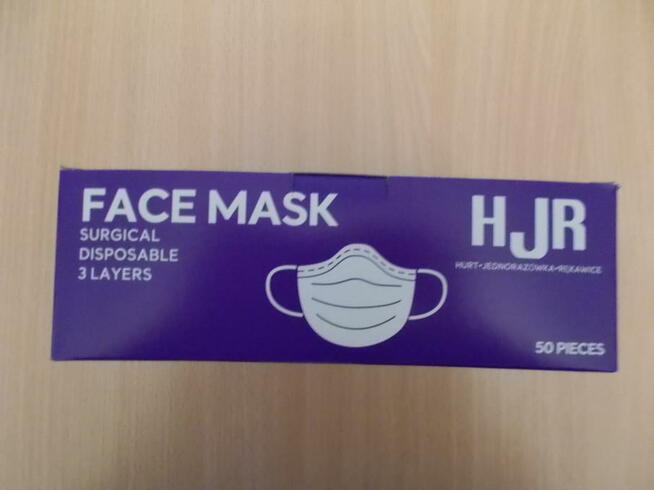 FACE MASK
SURGICAL
DISPOSABLE
3 LAYERS
HJR
HURT-JEDNORAZÓWKA-RĘKAWICE
50 PIECES